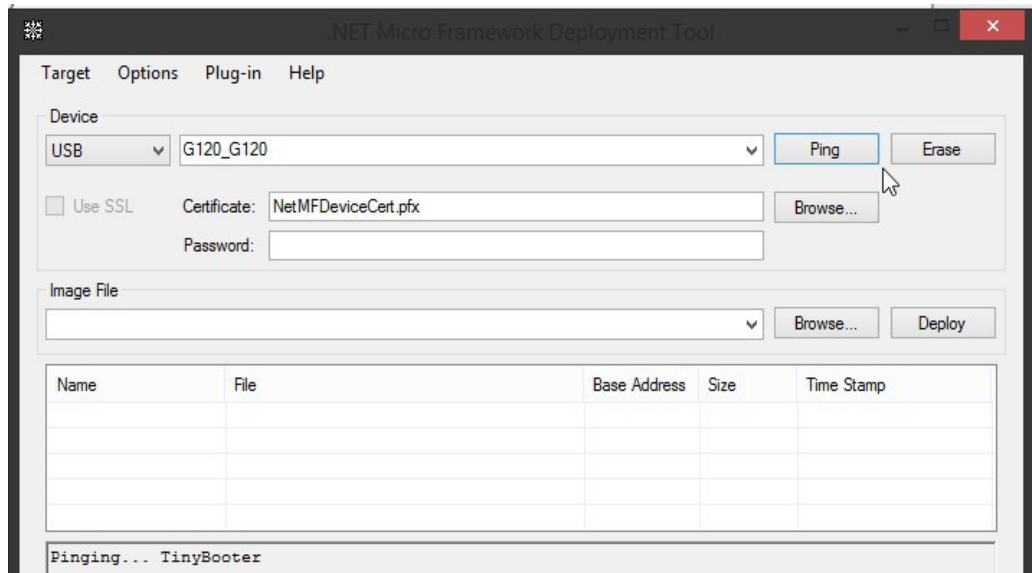 .NET Micro Framework Deployment Tool
Target Options Plug-in Help
Device
USB G120_G120 Ping Erase
Use SSL Certificate: NetMFDeviceCert.pfx Browse...
Password:
Image File
Browse... Deploy
Name File Base Address Size Time Stamp
Pinging... TinyBooter